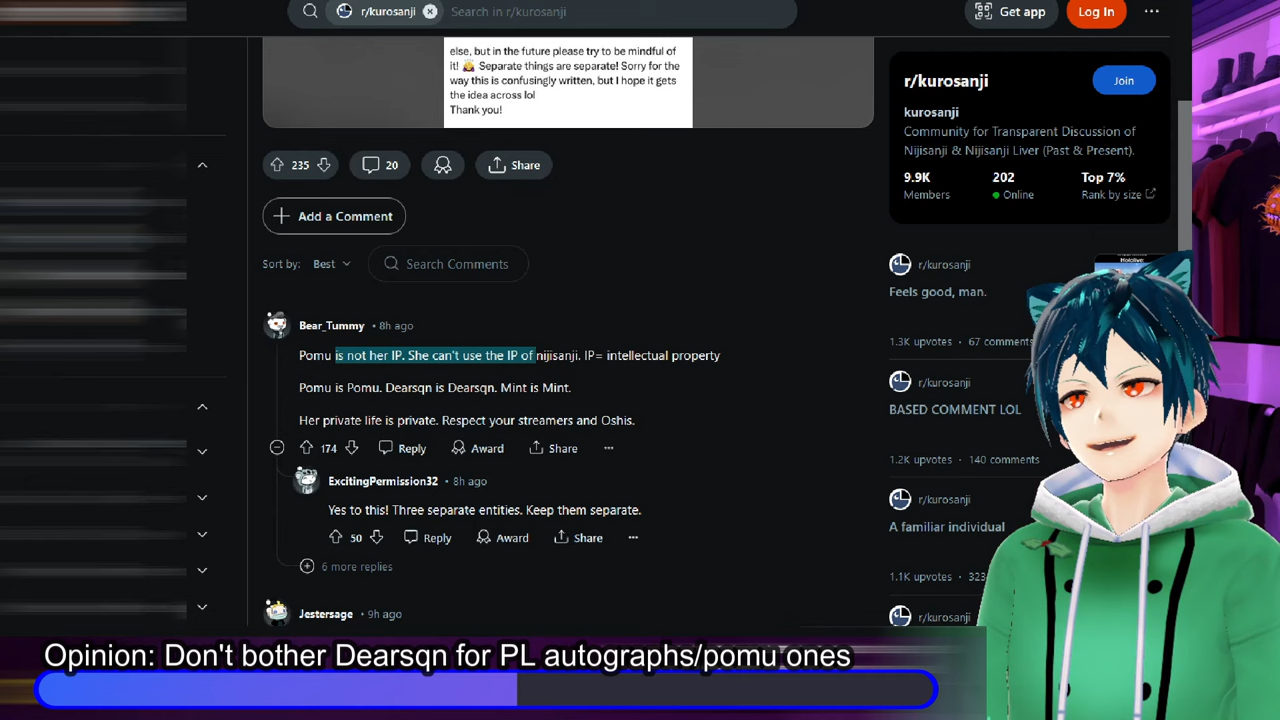 r/kurosanji
Search in r/kurosanji
Get app
Log In
else, but in the future please try to be mindful of
it! Separate things are separate! Sorry for the
way this is confusingly written, but I hope it gets
the idea across lol
Thank you!
235
20
Share
Add a Comment
Sort by: Best
Search Comments
Bear_Tummy • 8h ago
Pomu is not her IP. She can't use the IP of nijisanji. IP= intellectual property
Pomu is Pomu. Dearsqn is Dearsqn. Mint is Mint.
Her private life is private. Respect your streamers and Oshis.
174 Reply Award Share
ExcitingPermission32 • 8h ago
Yes to this! Three separate entities. Keep them separate.
50 Reply Award Share
6 more replies
Jestersage • 9h ago
r/kurosanji
Join
kurosanji
Community for Transparent Discussion of
Nijisanji & Nijisanji Liver (Past & Present).
9.9K 202 Top 7%
Members Online Rank by size
r/kurosanji
Feels good, man.
1.3K upvotes • 67 comments
r/kurosanji
BASED COMMENT LOL
1.2K upvotes • 140 comments
r/kurosanji
A familiar individual
1.1K upvotes • 323
r/kurosanji
Opinion: Don't bother Dearsqn for PL autographs/pomu ones